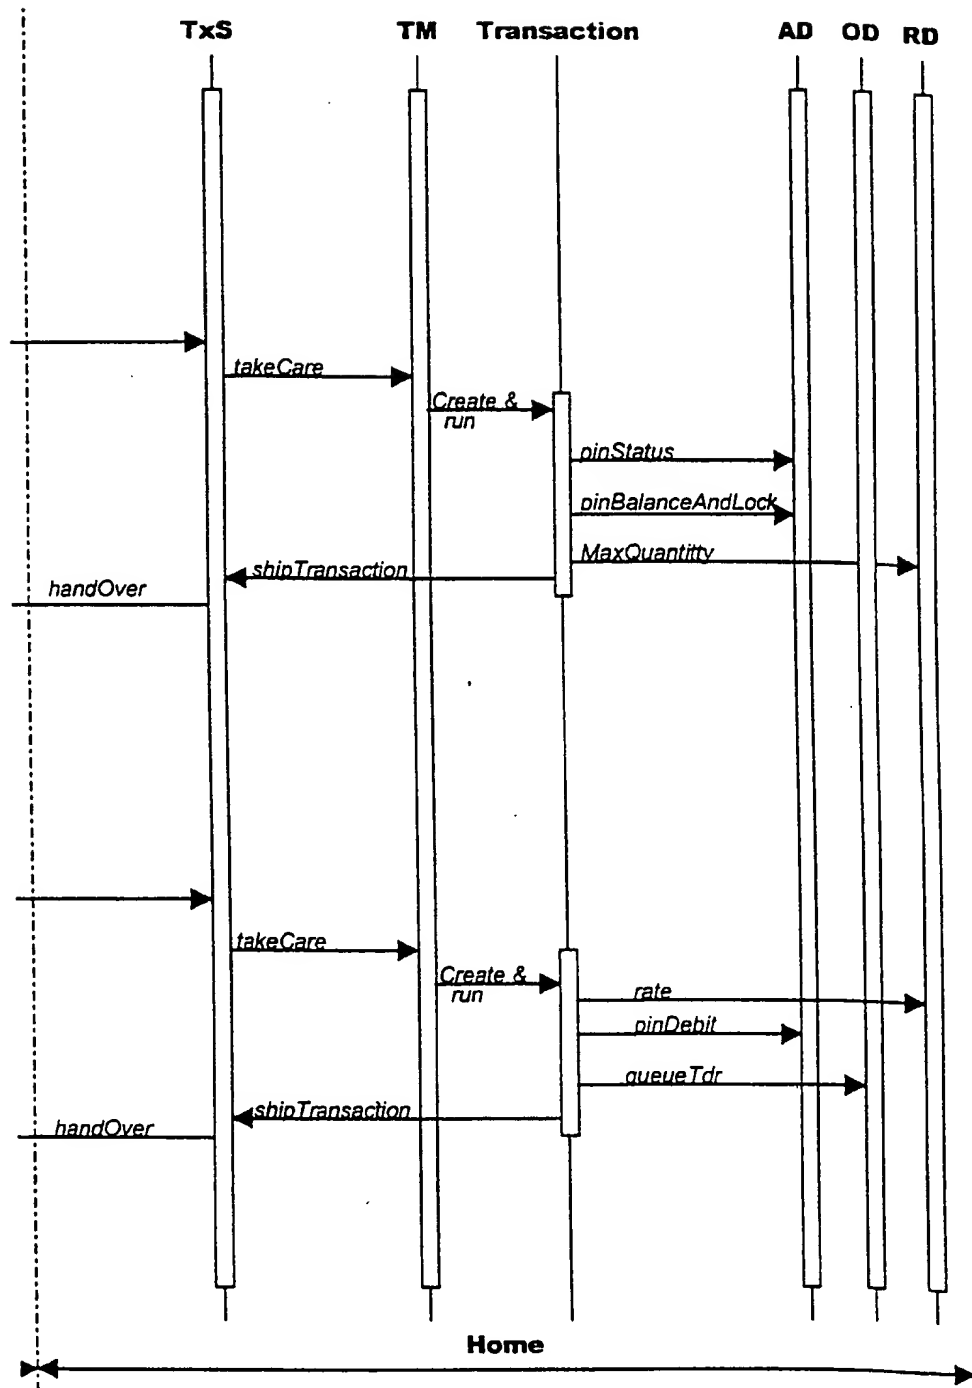 TxS TM Transaction AD OD RD
takeCare
Create &
run
pinStatus
pinBalanceAndLock
MaxQuantitty
shipTransaction
handOver
takeCare
Create &
run
rate
pinDebit
queueTdr
shipTransaction
handOver
Home